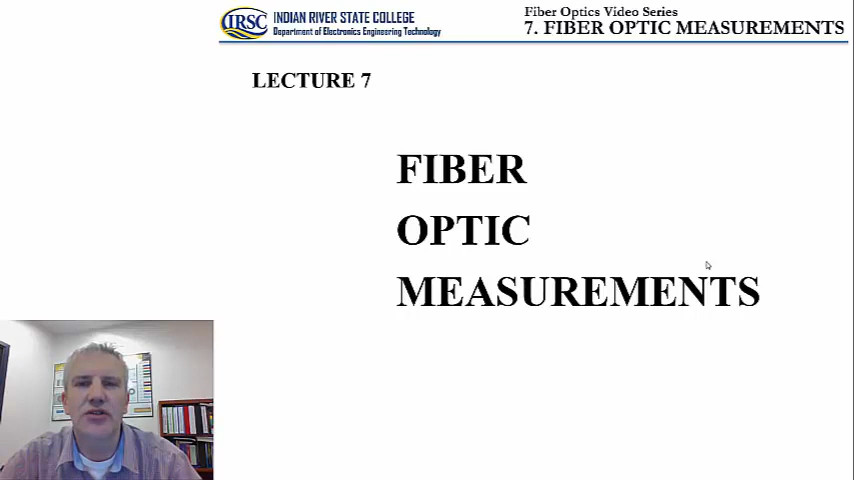 IRSC
INDIAN RIVER STATE COLLEGE
Department of Electronics Engineering Technology
Fiber Optics Video Series
7. FIBER OPTIC MEASUREMENTS
LECTURE 7
FIBER
OPTIC
MEASUREMENTS